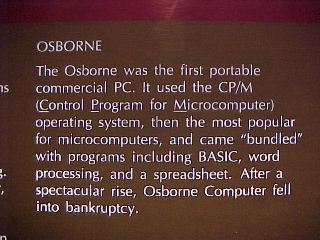 OSBORNE
The Osborne was the first portable
commercial PC. It used the CP/M
(Control Program for Microcomputer)
operating system, then the most popular
for microcomputers, and came "bundled"
with programs including BASIC, word
processing, and a spreadsheet. After a
spectacular rise, Osborne Computer fell
into bankruptcy.